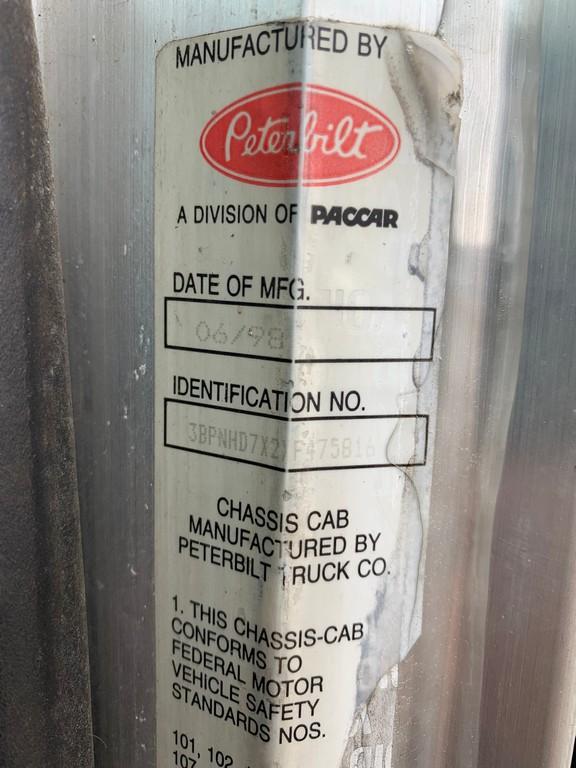 MANUFACTURED BY
Peterbilt
A DIVISION OF PACCAR
DATE OF MFG.
06/98
IDENTIFICATION NO.
CHASSIS CAB
MANUFACTURED BY
PETERBILT TRUCK CO.
1. THIS CHASSIS-CAB
CONFORMS TO
FEDERAL MOTOR
VEHICLE SAFETY
STANDARDS NOS.
101, 102,
107